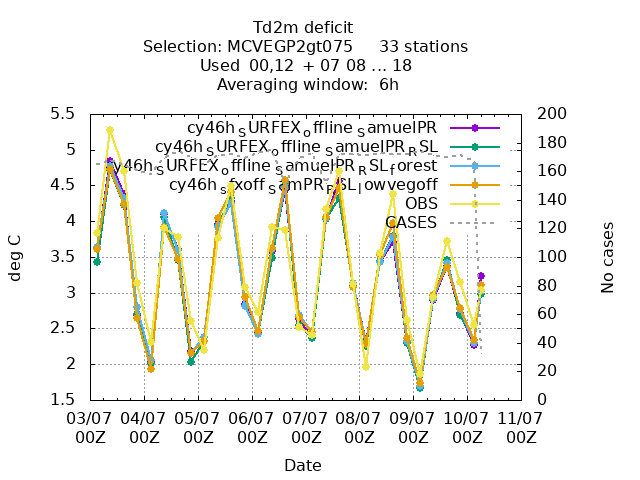 Td2m deficit
Selection: MCVEGP2gt075 33 stations
Used 00,12 + 07 08 ... 18
Averaging window: 6h
cy46h_SURFEX_offline_SamuelPR
cy46h_SURFEX_offline_SamuelPR_RSL
cy46h_SURFEX_offline_SamuelPR_RSL_forest
OBS
CASES
deg C
No cases
5.5
5
4.5
4
3.5
3
2.5
2
1.5
200
180
160
140
120
100
80
60
40
20
0
03/07 04/07 05/07 06/07 07/07 08/07 09/07 10/07 11/07
00Z 00Z 00Z 00Z 00Z 00Z 00Z 00Z 00Z
Date